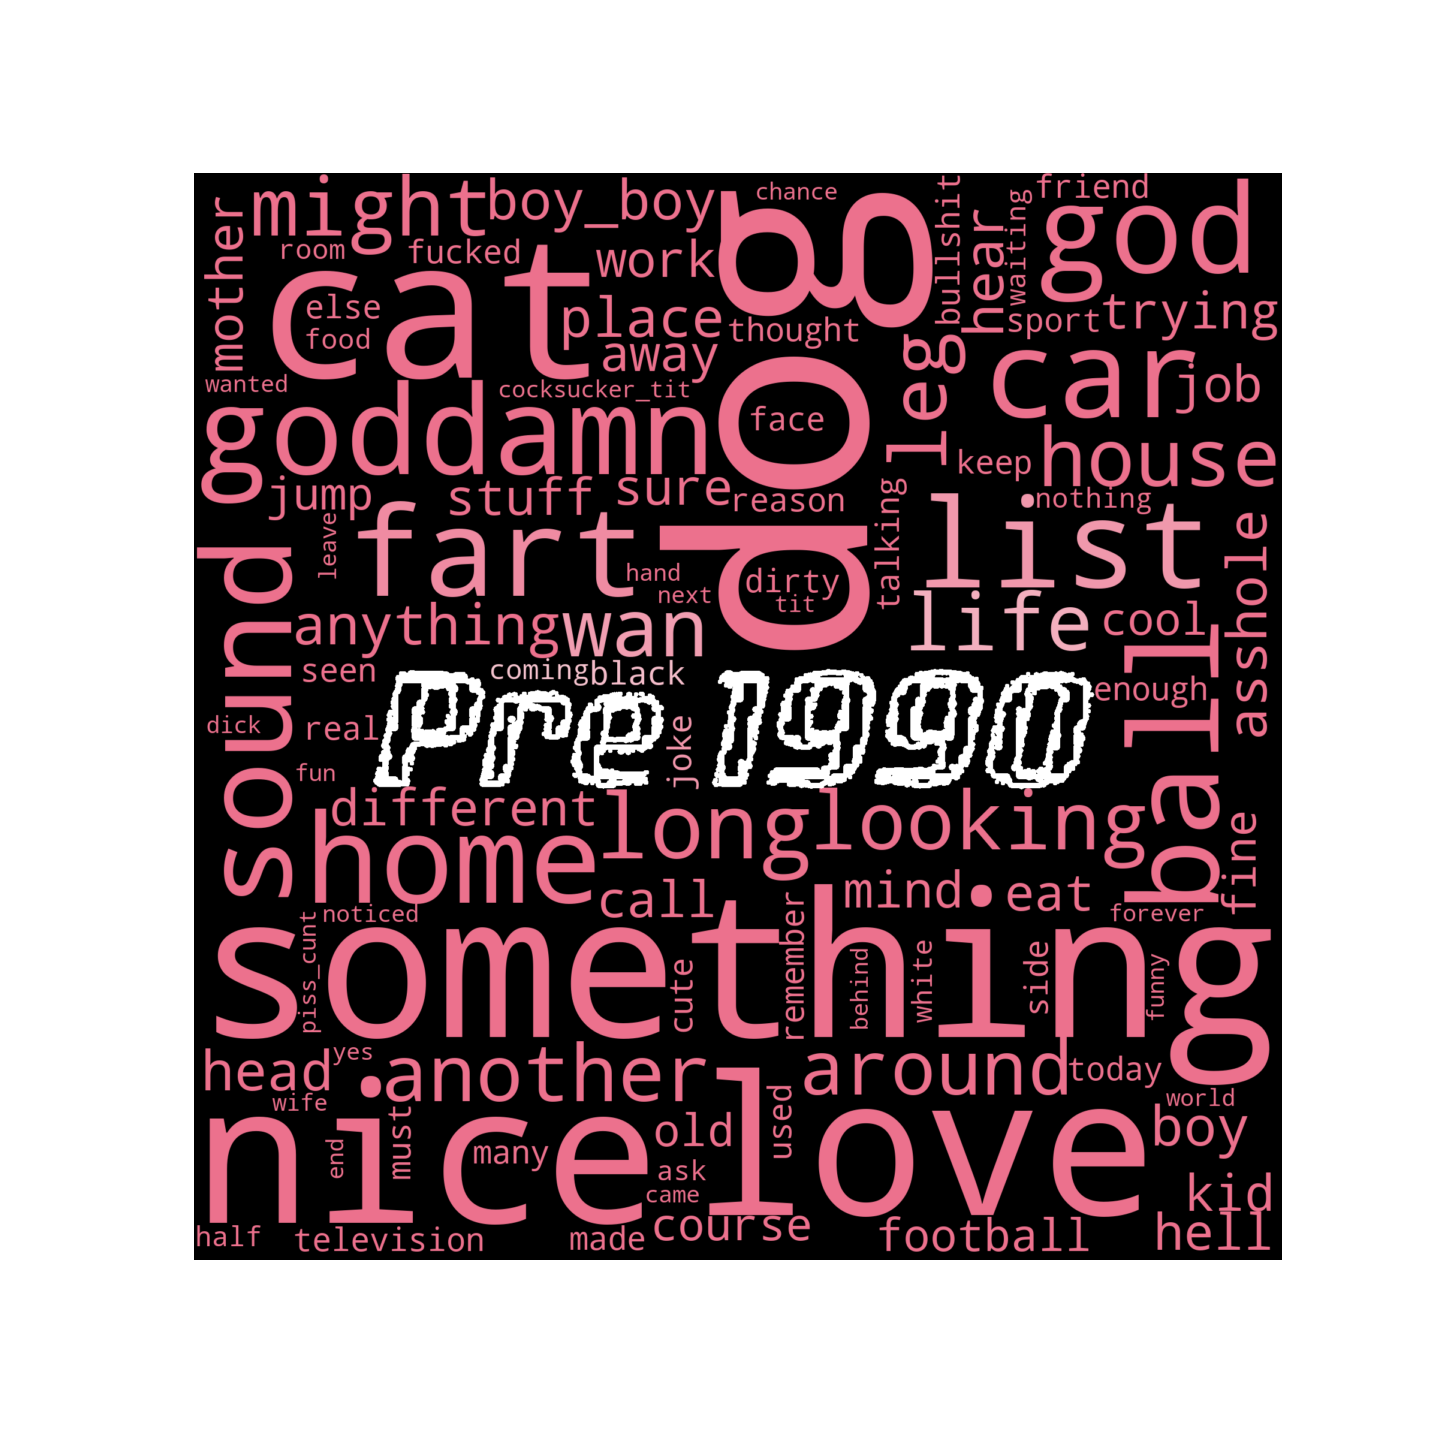 might
boy_boy
chance
bullshit
waiting
friend
god
mother
room
fucked
work
dog
hear
cat
else
food
place
thought
sport
trying
away
leg
car
job
wanted
cocksucker_tit
face
goddamn
house
keep
jump
stuff
sure
reason
list
nothing
leave
fart
talking
asshole
hand
next
dirty
tit
sound
anything
wan
life
cool
ball
seen
coming
black
Pre 1990
enough
dick
real
joke
fun
different
long
looking
fine
home
call
mind
eat
noticed
forever
something
piss_cunt
cute
remember
behind
white
side
funny
head
yes
another
around
today
wife
nice
love
world
end
must
many
old
used
boy
ask
came
kid
half
television
made
course
football
hell